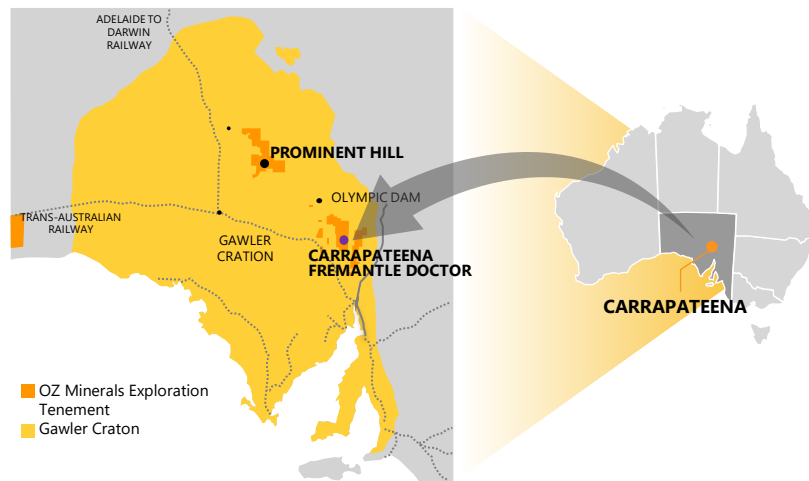 ADELAIDE TO
DARWIN
RAILWAY
PROMINENT HILL
OLYMPIC DAM
TRANS-AUSTRALIAN
RAILWAY
GAWLER
CRATION
CARRAPATEENA
FREMANTLE DOCTOR
CARRAPATEENA
OZ Minerals Exploration
Tenement
Gawler Craton